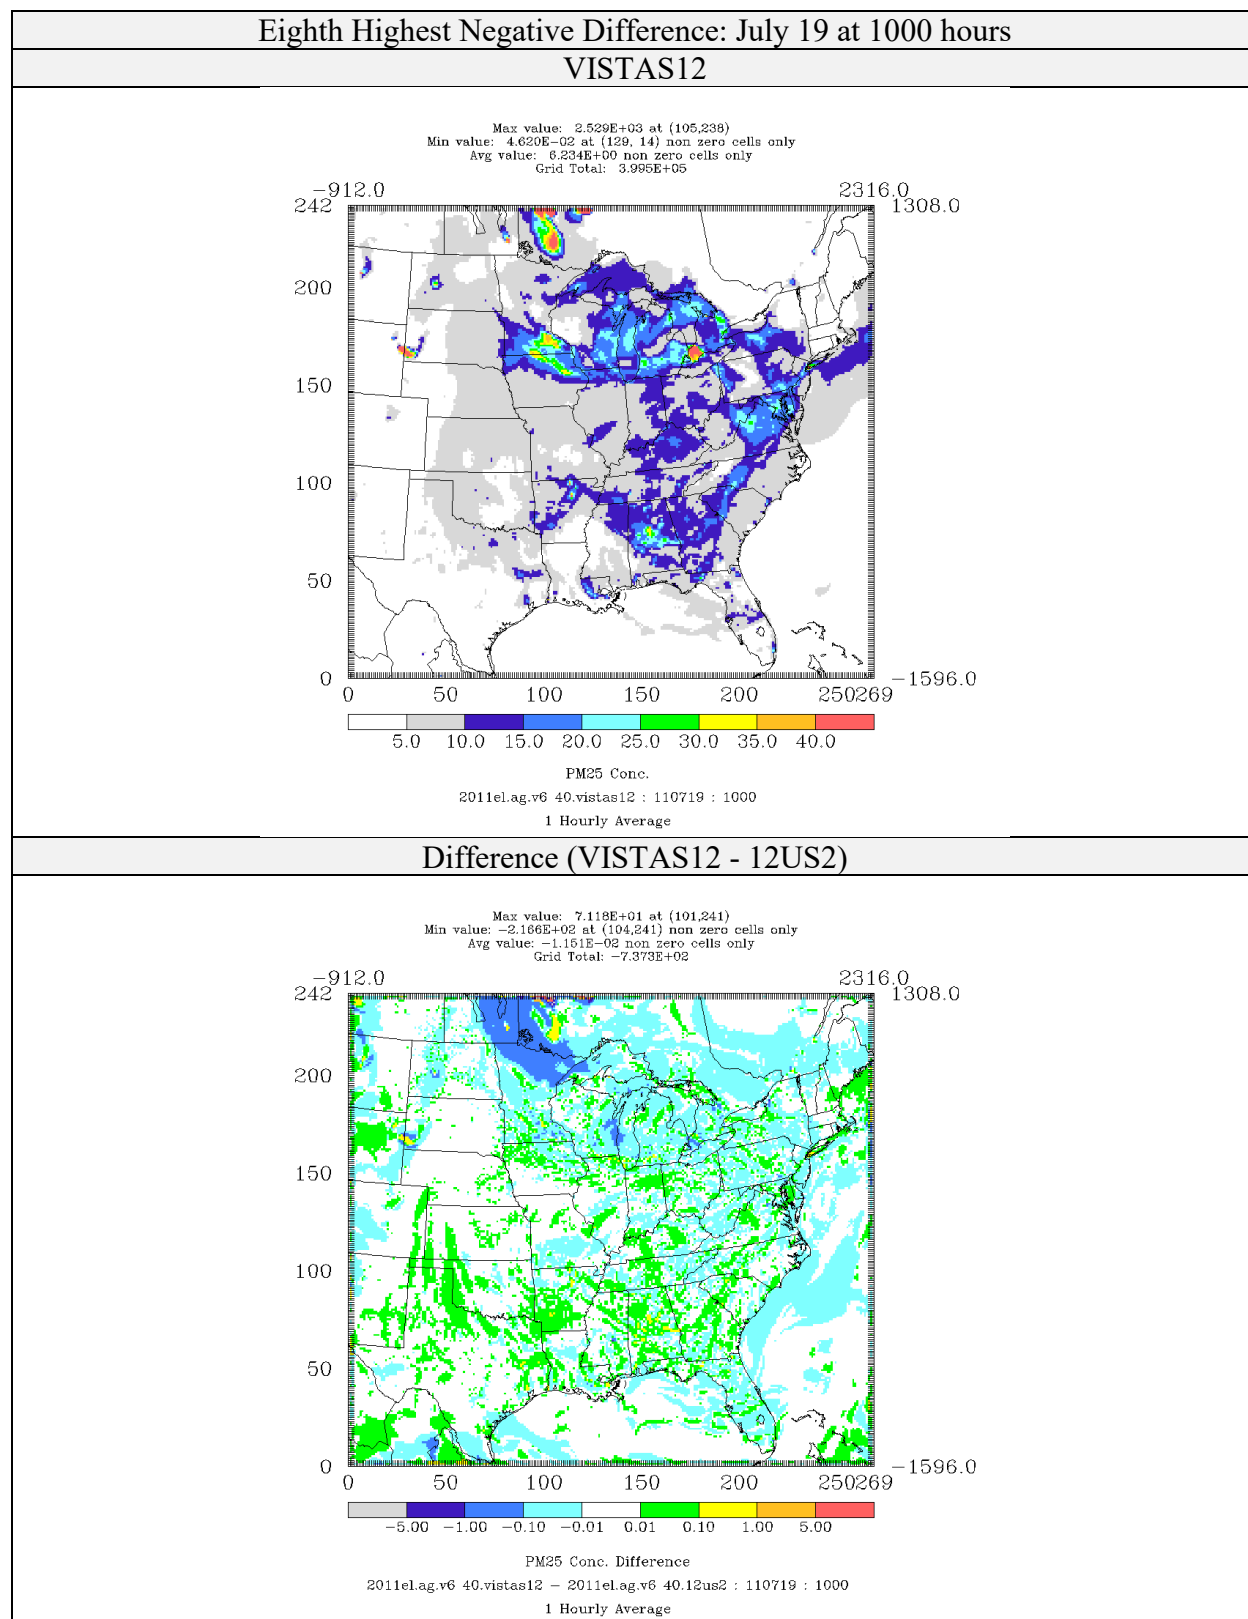 Eighth Highest Negative Difference: July 19 at 1000 hours
VISTAS12
Max value: 2.529E+03 at (105,238)
Min value: 4.620E-02 at (129, 14) non zero cells only
Avg value: 6.234E+00 non zero cells only
Grid Total: 3.995E+05
-912.0 2316.0
242 1308.0
200
150
100
50
0 -1596.0
0 50 100 150 200 250269
5.0 10.0 15.0 20.0 25.0 30.0 35.0 40.0
PM25 Conc.
2011el.ag.v6 40.vistas12 : 110719 : 1000
1 Hourly Average
Difference (VISTAS12 - 12US2)
Max value: 7.118E+01 at (101,241)
Min value: -2.166E+02 at (104,241) non zero cells only
Avg value: -1.151E-02 non zero cells only
Grid Total: -7.373E+02
-912.0 2316.0
242 1308.0
200
150
100
50
0 -1596.0
0 50 100 150 200 250269
-5.00 -1.00 -0.10 -0.01 0.01 0.10 1.00 5.00
PM25 Conc. Difference
2011el.ag.v6 40.vistas12 - 2011el.ag.v6 40.12us2 : 110719 : 1000
1 Hourly Average